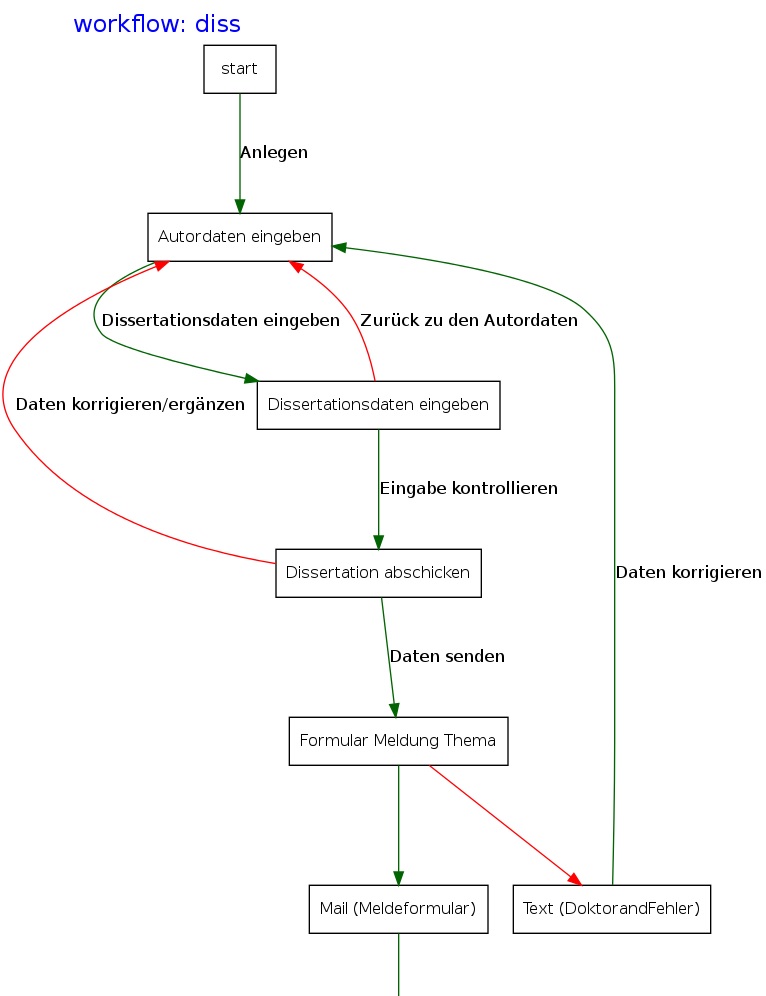 workflow: diss
start
Anlegen
Autordaten eingeben
Dissertationsdaten eingeben
Zurück zu den Autordaten
Daten korrigieren/ergänzen
Dissertationsdaten eingeben
Eingabe kontrollieren
Dissertation abschicken
Daten korrigieren
Daten senden
Formular Meldung Thema
Mail (Meldeformular)
Text (DoktorandFehler)